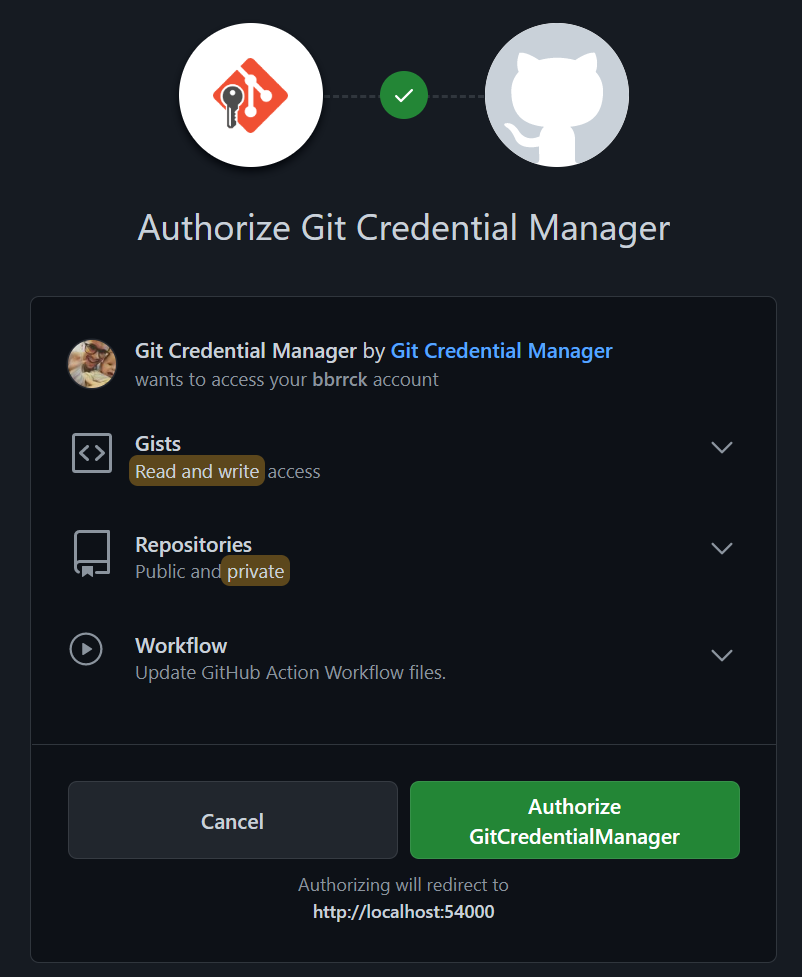 Authorize Git Credential Manager
Git Credential Manager by Git Credential Manager
wants to access your bbrrck account
Gists
Read and write access
Repositories
Public and private
Workflow
Update GitHub Action Workflow files.
Cancel
Authorize
GitCredentialManager
Authorizing will redirect to
http://localhost:54000